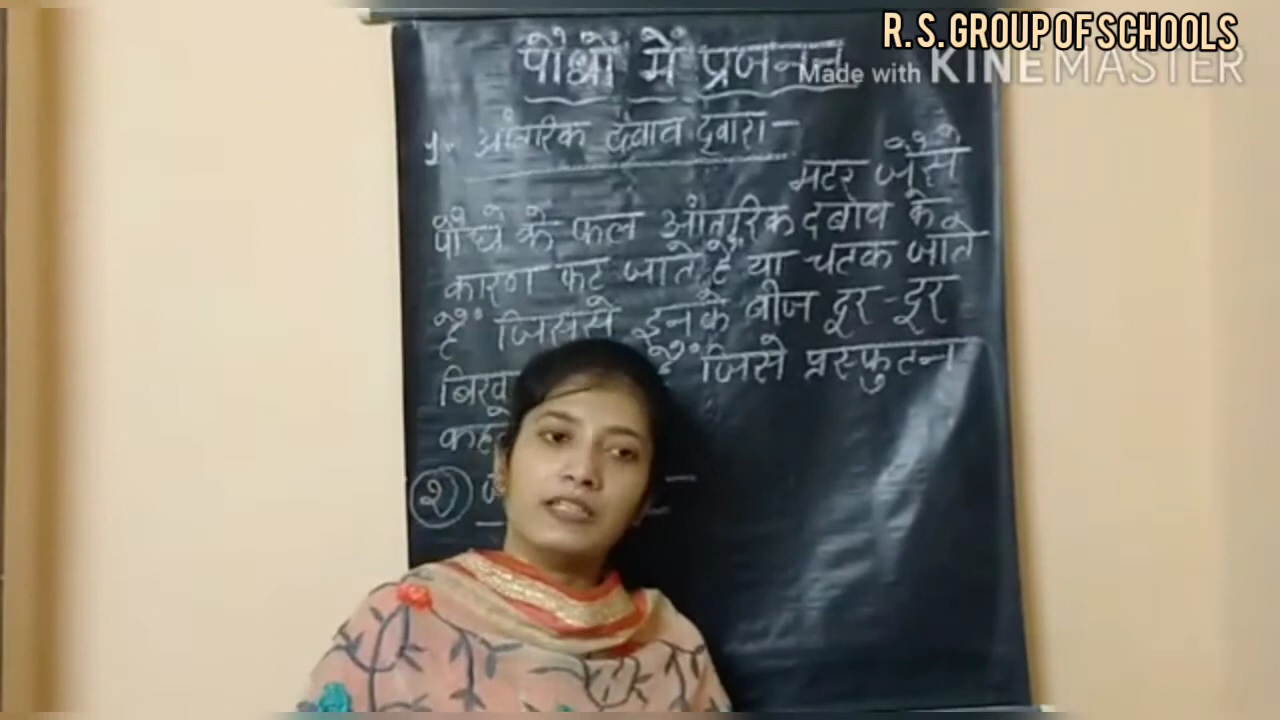 R. S. GROUP OF SCHOOLS
Made with KINEMASTER
पौधों में प्रजनन
1. आंतरिक दबाव द्वारा-
मटर जैसे
पौधे के फल आंतरिक दबाव के
कारण फट जाते हैं या चटक जाते
हैं जिससे इनके बीज दूर-दूर
हैं जिसे प्रस्फुटन
२